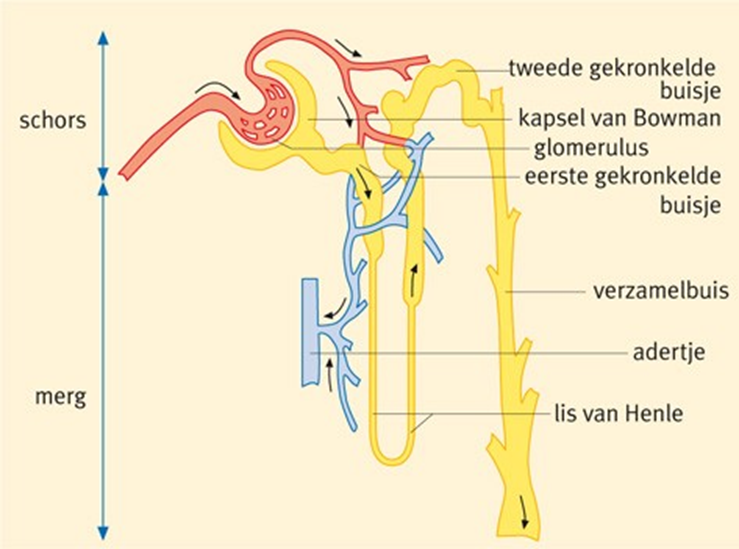 schors
merg
tweede gekronkelde
buisje
kapsel van Bowman
glomerulus
eerste gekronkelde
buisje
verzamelbuis
adertje
lis van Henle